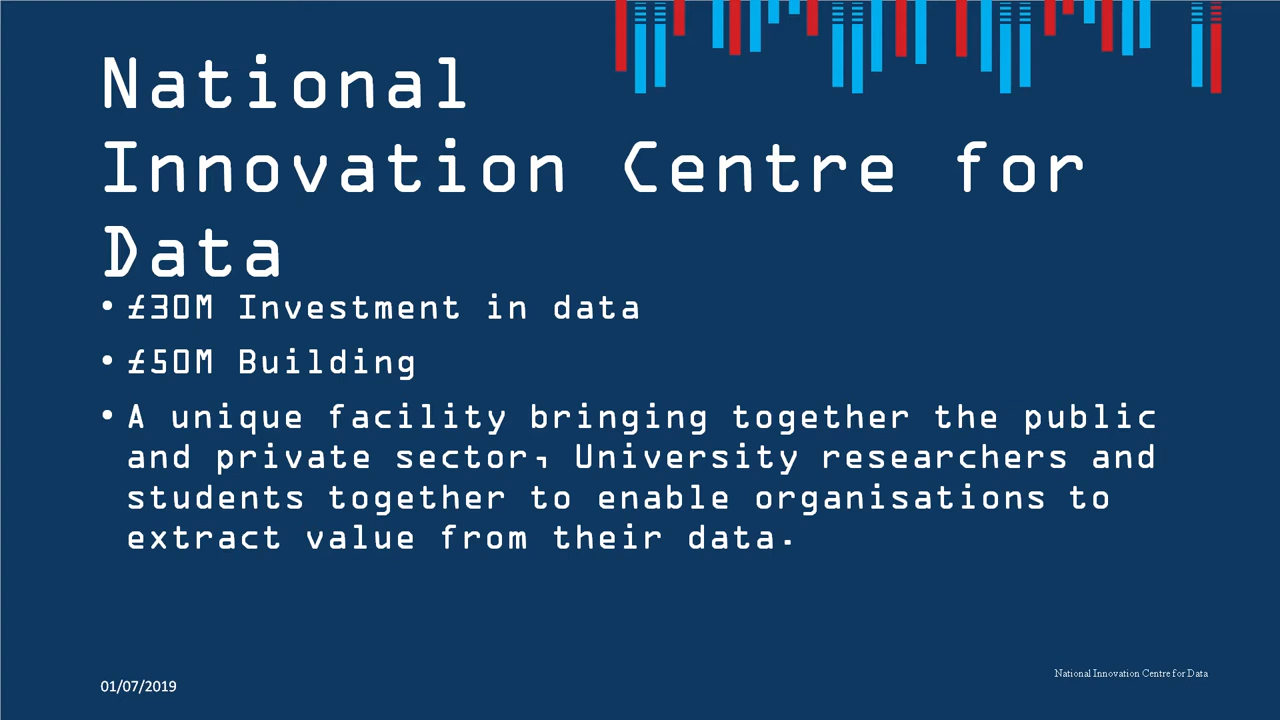 National
Innovation Centre for
Data
• £30M Investment in data
• £50M Building
• A unique facility bringing together the public
and private sector, University researchers and
students together to enable organisations to
extract value from their data.
01/07/2019
National Innovation Centre for Data